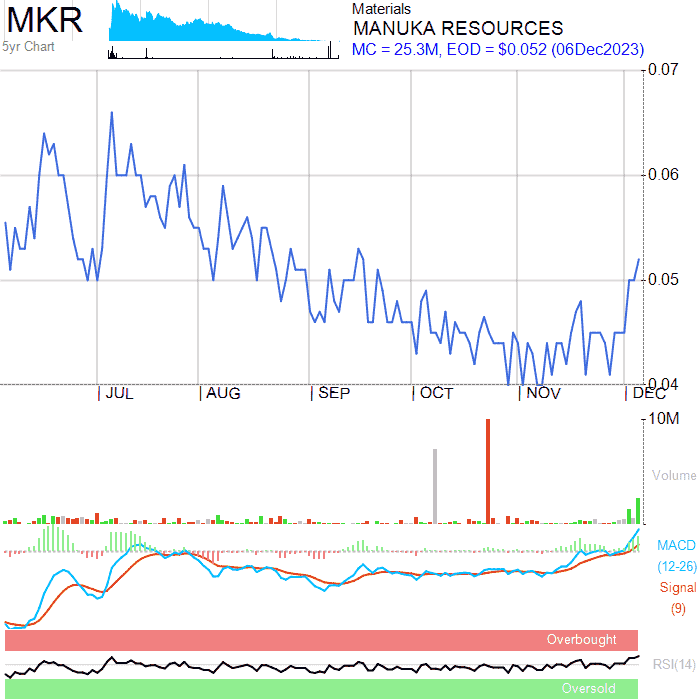 MKR
5yr Chart
Materials
MANUKA RESOURCES
MC = 25.3M, EOD = $0.052 (06Dec2023)
0.07
0.06
0.05
0.04
JUL
AUG
SEP
OCT
NOV
DEC
10M
Volume
MACD
(12-26)
Signal
(9)
Overbought
RSI(14)
Oversold